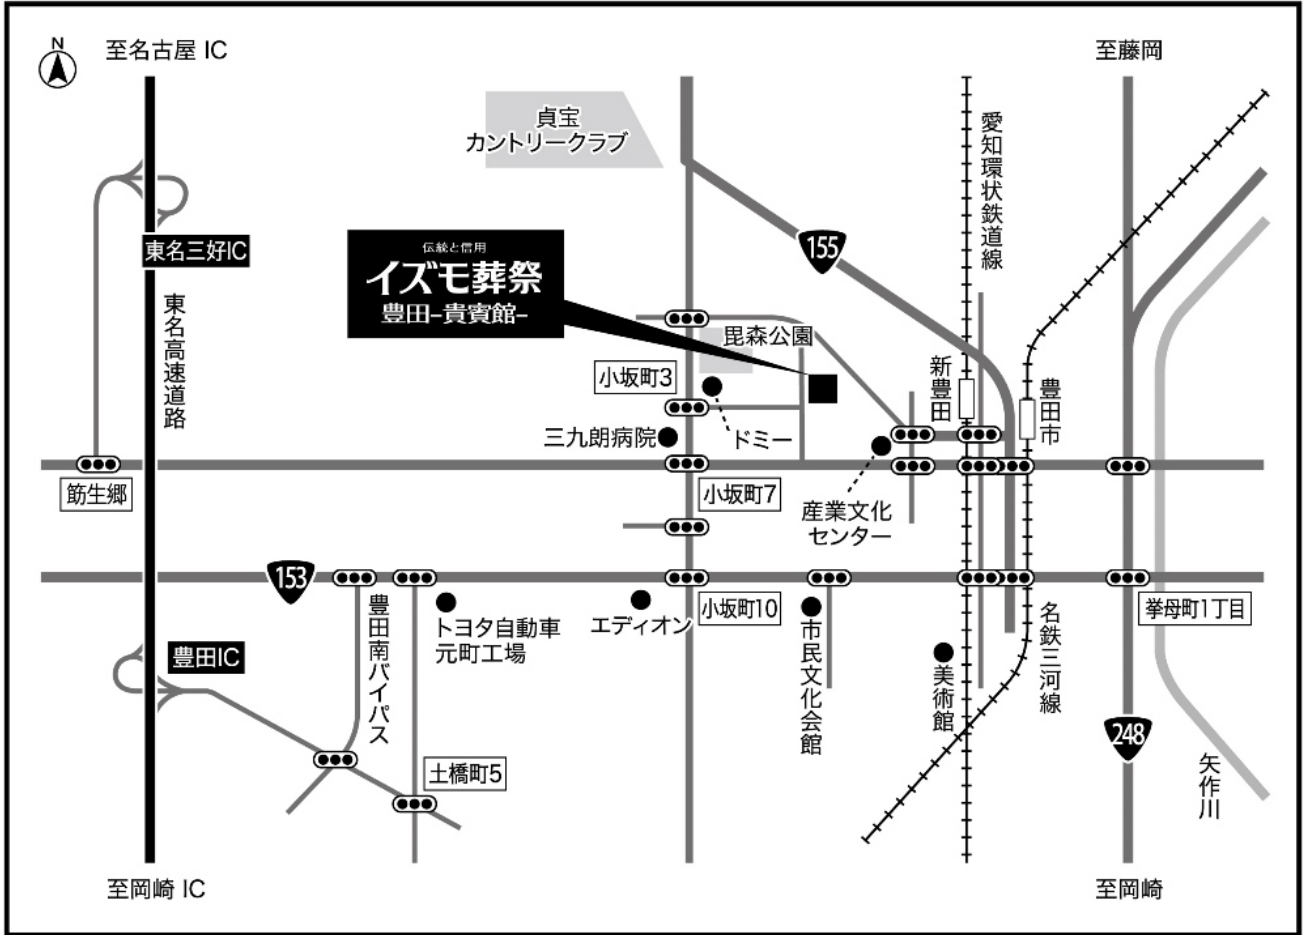 N
至名古屋 IC
至藤岡
貞宝
カントリークラブ
愛知環状鉄道線
東名三好IC
155
伝統と信用
イズモ葬祭
豊田–貴賓館–
東名高速道路
毘森公園
小坂町3
新豊田
豊田市
三九朗病院
ドミー
筋生郷
小坂町7
産業文化
センター
153
豊田南バイパス
トヨタ自動車
元町工場
エディオン
小坂町10
市民文化会館
挙母町1丁目
名鉄三河線
豊田IC
美術館
248
土橋町5
矢作川
至岡崎 IC
至岡崎